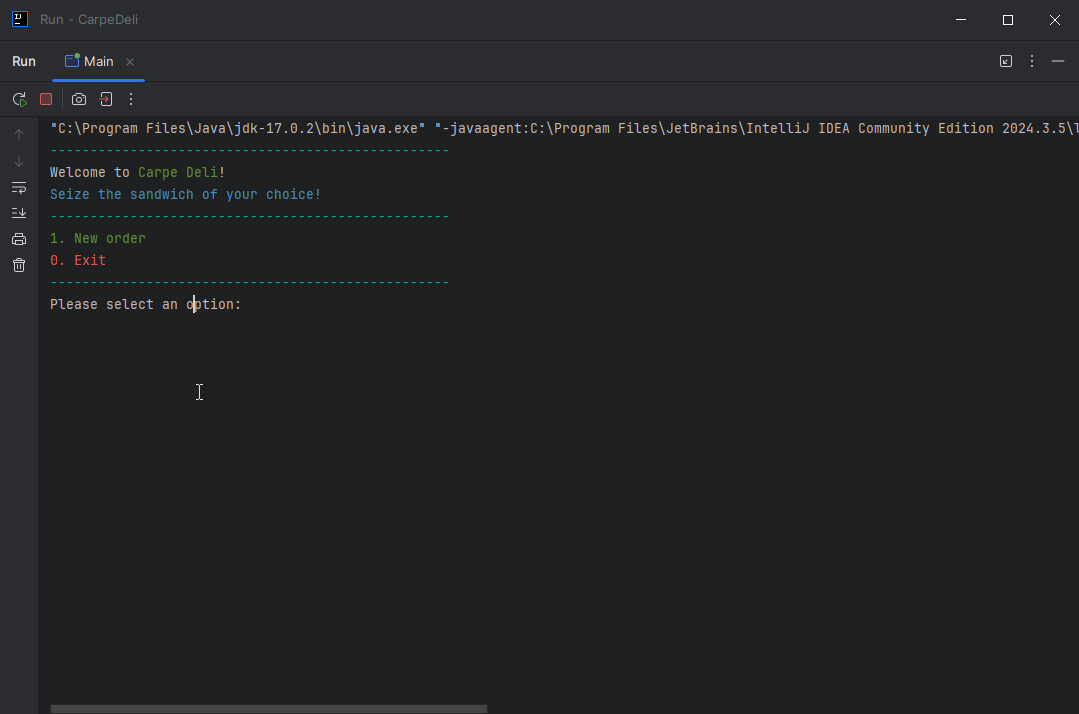 Run - CarpeDeli
Run Main
"C:\Program Files\Java\jdk-17.0.2\bin\java.exe" "-javaagent:C:\Program Files\JetBrains\IntelliJ IDEA Community Edition 2024.3.5\
--------------------------------------------------
Welcome to Carpe Deli!
Seize the sandwich of your choice!
--------------------------------------------------
1. New order
0. Exit
--------------------------------------------------
Please select an option: